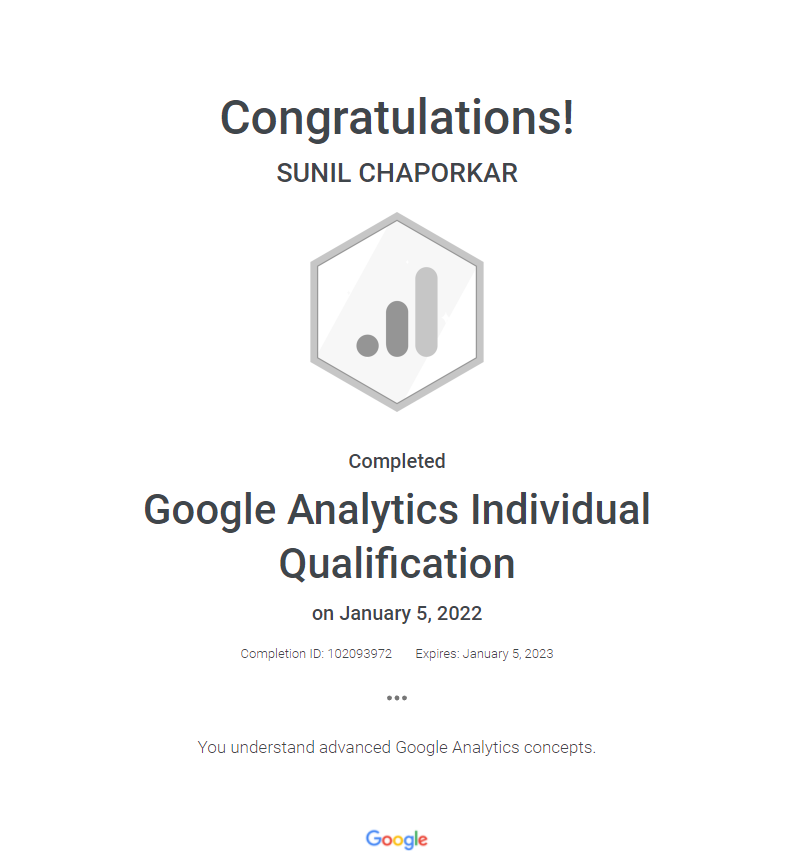 Congratulations!
SUNIL CHAPORKAR
Completed
Google Analytics Individual
Qualification
on January 5, 2022
Completion ID: 102093972 Expires: January 5, 2023
•••
You understand advanced Google Analytics concepts.
Google